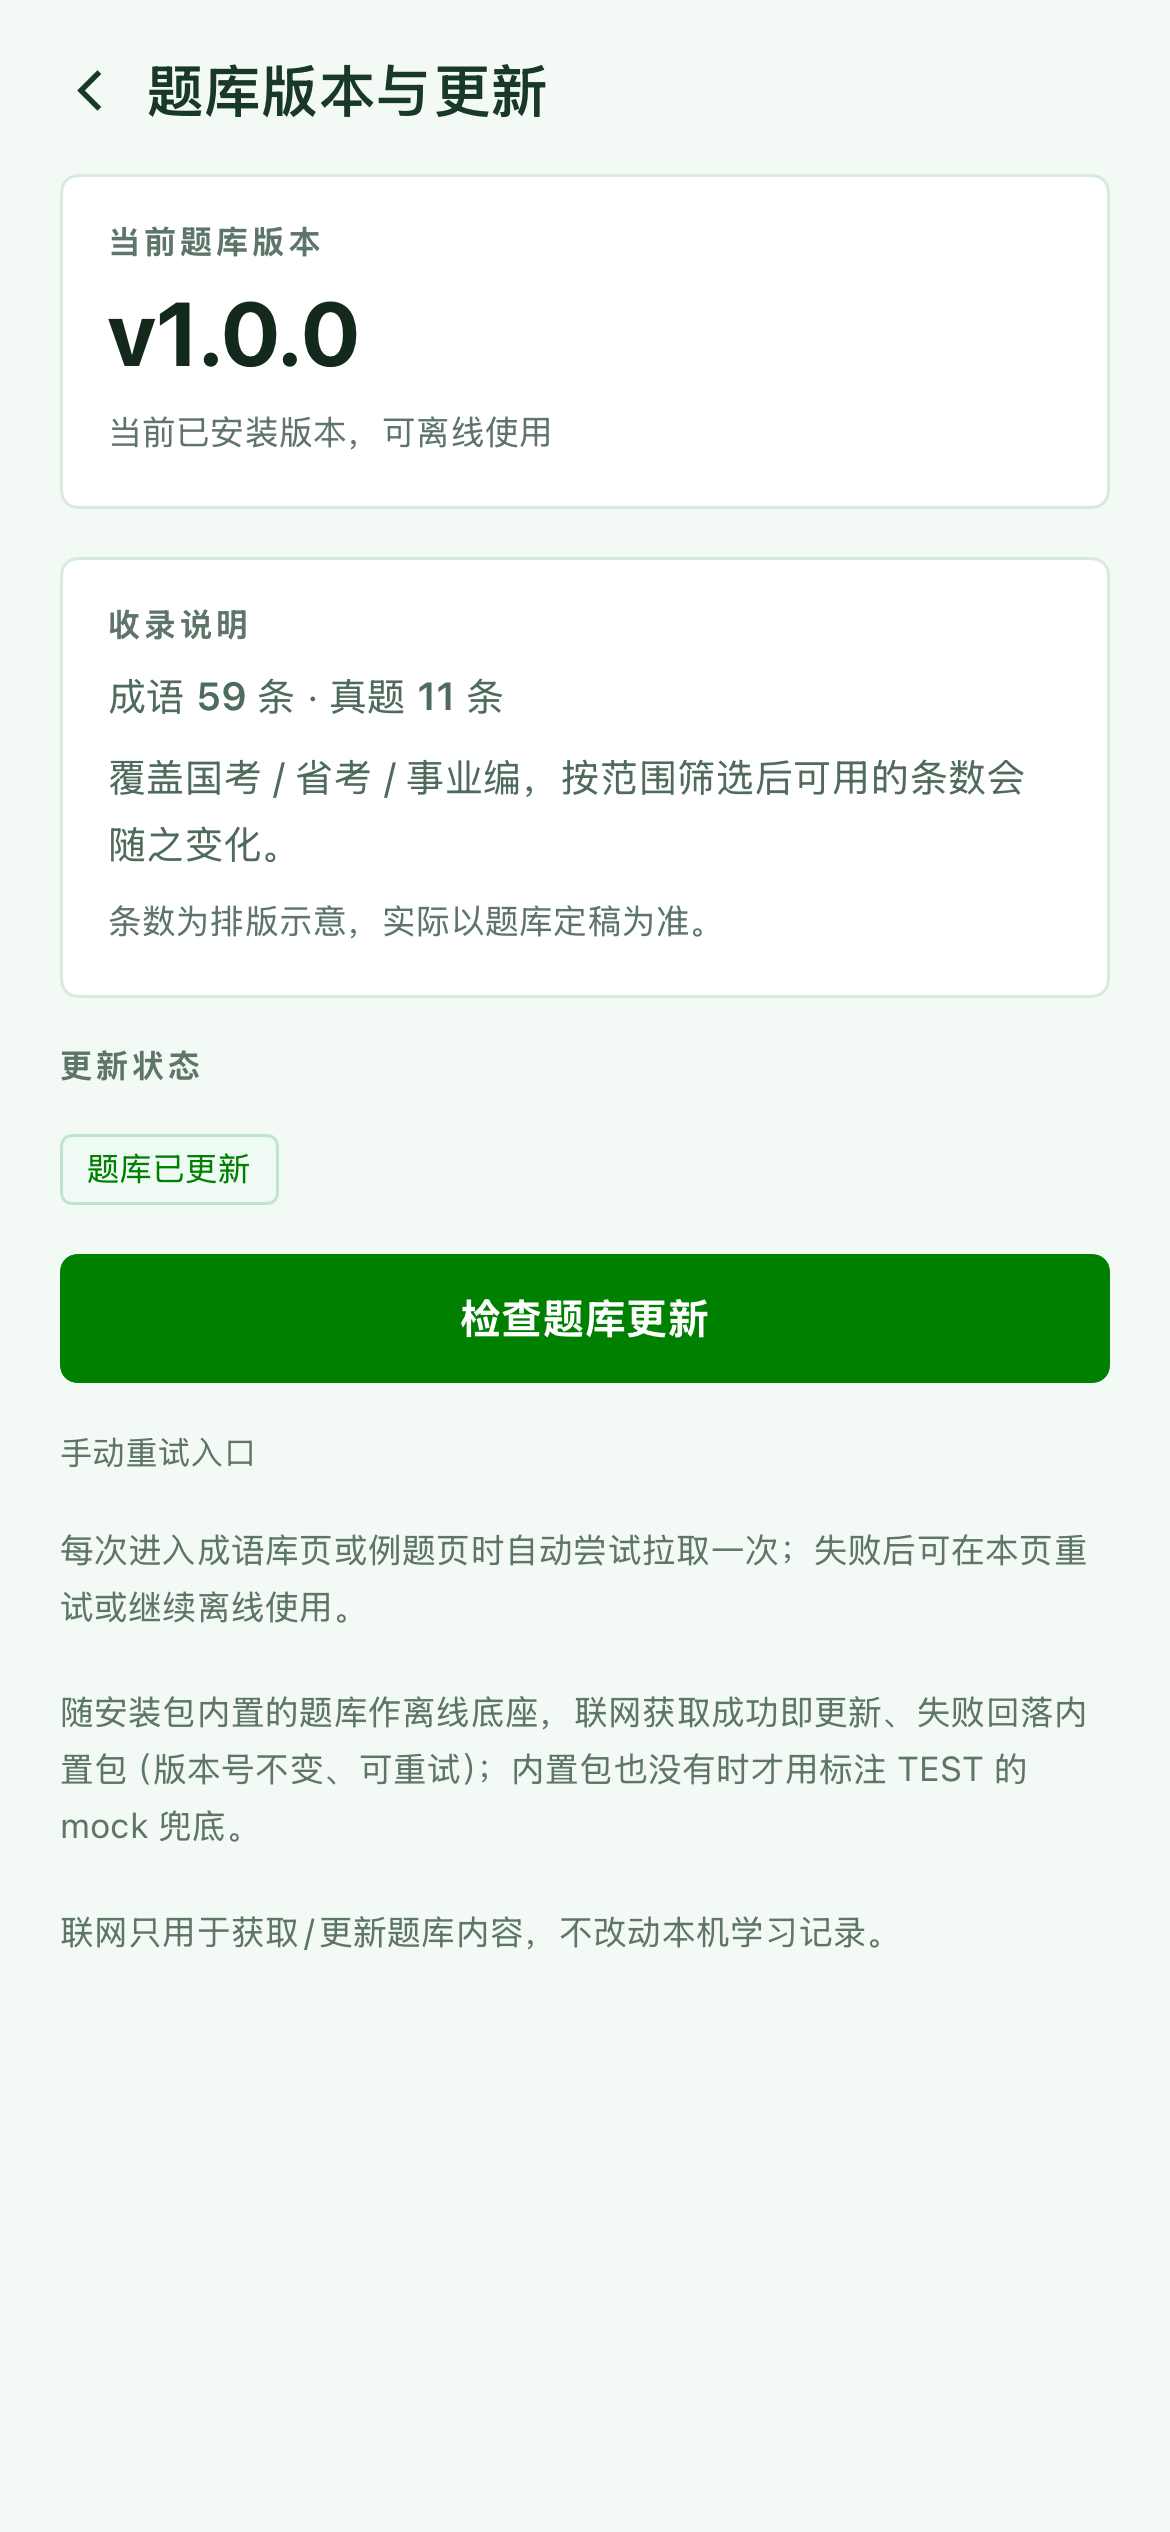 题库版本与更新
当前题库版本
v1.0.0
当前已安装版本，可离线使用
收录说明
成语 59 条 · 真题 11 条
覆盖国考 / 省考 / 事业编，按范围筛选后可用的条数会
随之变化。
条数为排版示意，实际以题库定稿为准。
更新状态
题库已更新
检查题库更新
手动重试入口
每次进入成语库页或例题页时自动尝试拉取一次；失败后可在本页重
试或继续离线使用。
随安装包内置的题库作离线底座，联网获取成功即更新、失败回落内
置包（版本号不变、可重试）；内置包也没有时才用标注 TEST 的
mock 兜底。
联网只用于获取/更新题库内容，不改动本机学习记录。